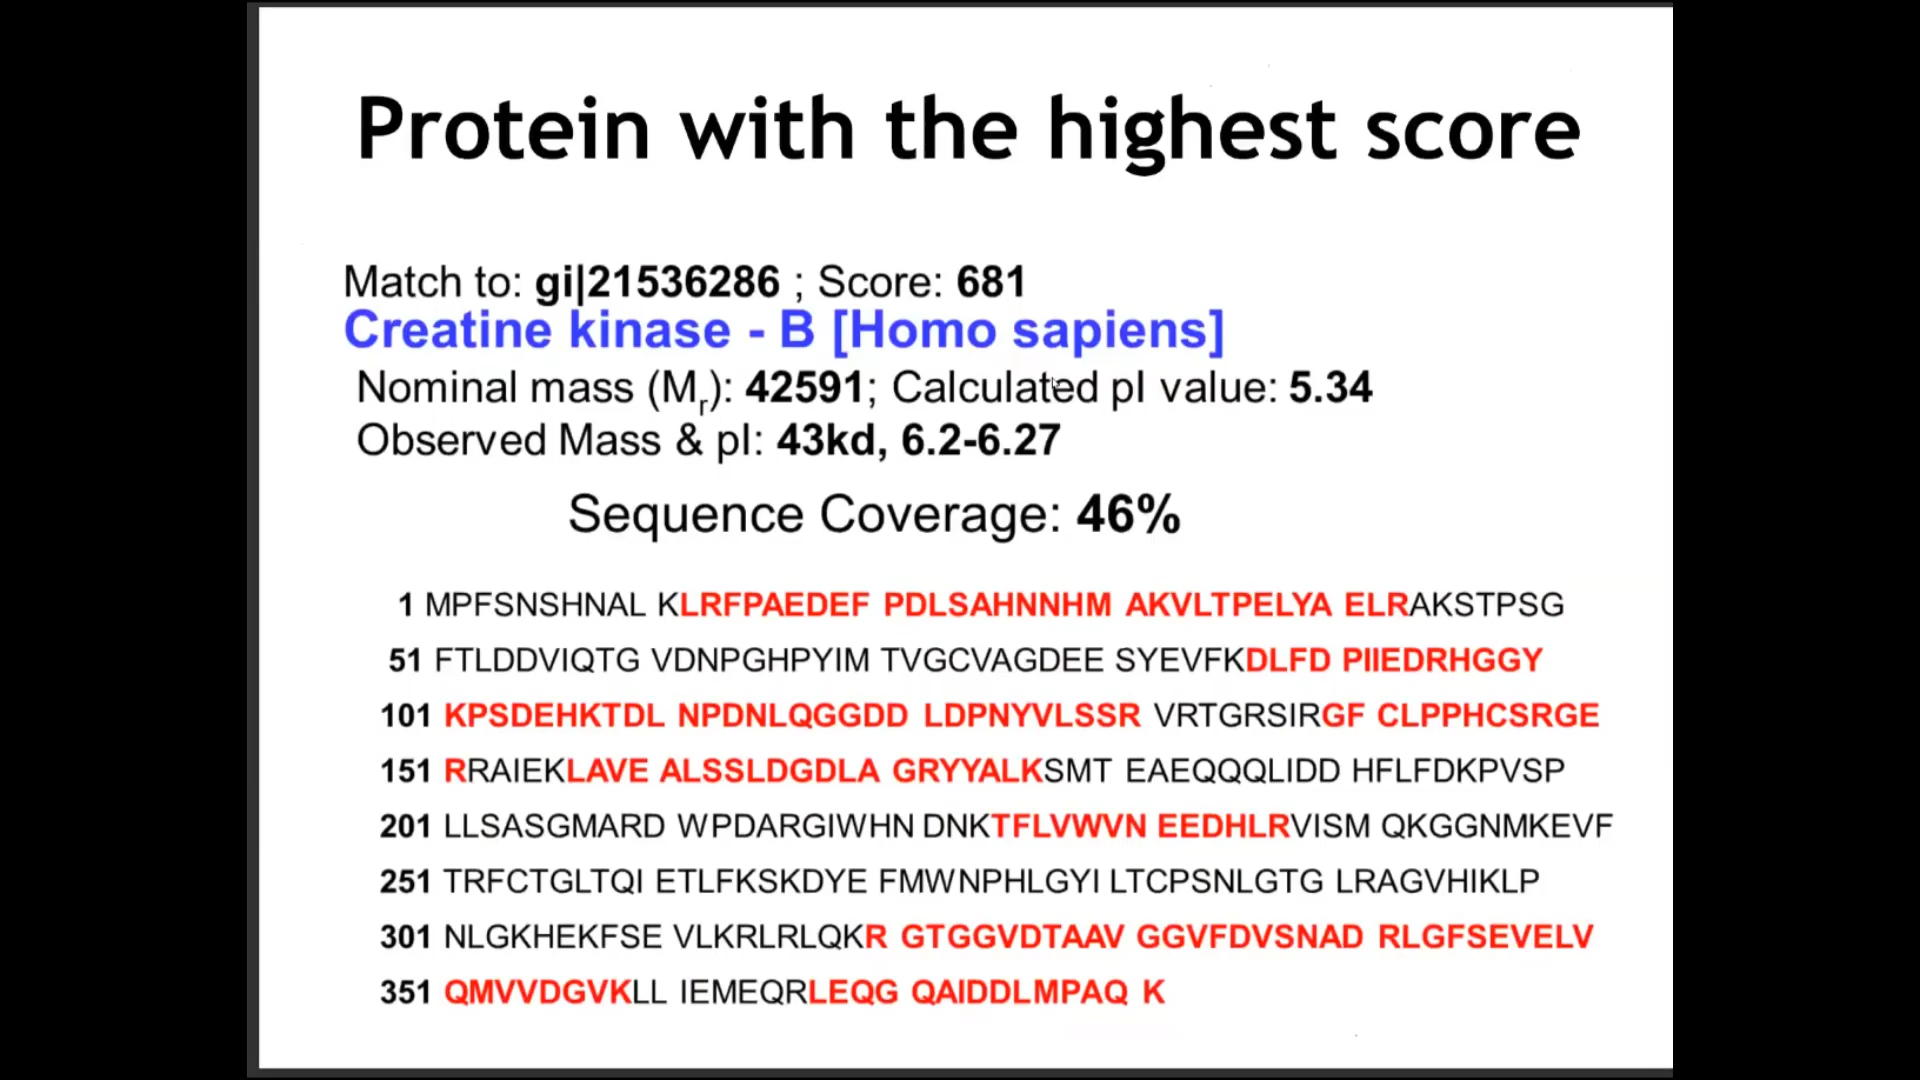 Protein with the highest score
Match to: gi|21536286 ; Score: 681
Creatine kinase - B [Homo sapiens]
Nominal mass (Mr): 42591; Calculated pI value: 5.34
Observed Mass & pI: 43kd, 6.2-6.27
Sequence Coverage: 46%
1 MPFSNSHNAL KLRFPAEDEF PDLSAHNNHM AKVLTPELYA ELRAKSTPSG
51 FTLDDVIQTG VDNPGHPYIM TVGCVAGDEE SYEVFKDLFD PIIEDRHGGY
101 KPSDEHKTDL NPDNLQGGDD LDPNYVLSSR VRTGRSIRGF CLPPHCSRGE
151 RRAIEKLAVE ALSSLDGDLA GRYYALKSMT EAEQQQLIDD HFLFDKPVSP
201 LLSASGMARD WPDARGIWHN DNKTFLVWVN EEDHLRVISM QKGGNMKEVF
251 TRFCTGLTQI ETLFKSKDYE FMWNPHLGYI LTCPSNLGTG LRAGVHIKLP
301 NLGKHEKFSE VLKRLRLQKR GTGGVDTAAV GGVFDVSNAD RLGFSEVELV
351 QMVVDGVKLL IEMEQRLEQG QAIDDLMPAQ K